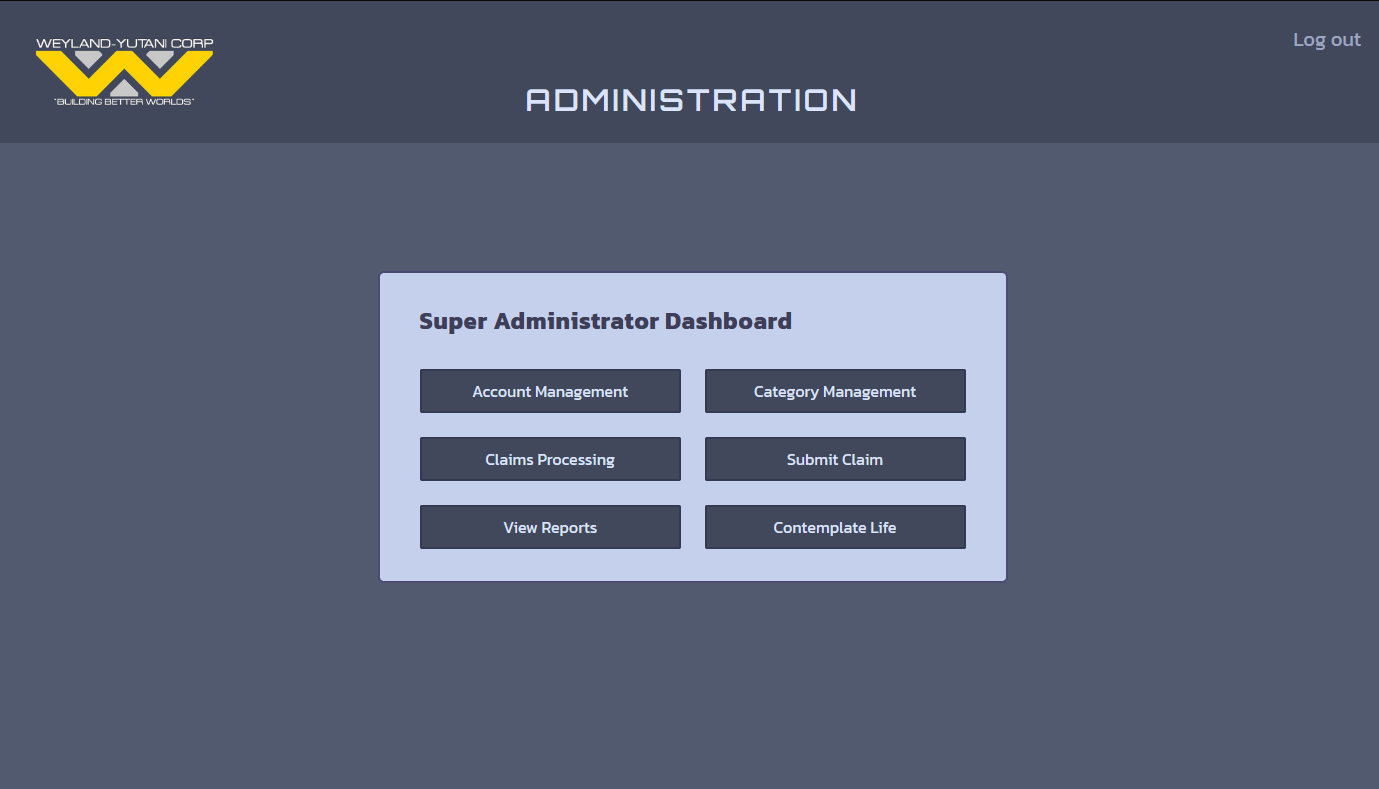 WEYLAND-YUTANI CORP
"BUILDING BETTER WORLDS"
Log out
ADMINISTRATION
Super Administrator Dashboard
Account Management
Category Management
Claims Processing
Submit Claim
View Reports
Contemplate Life